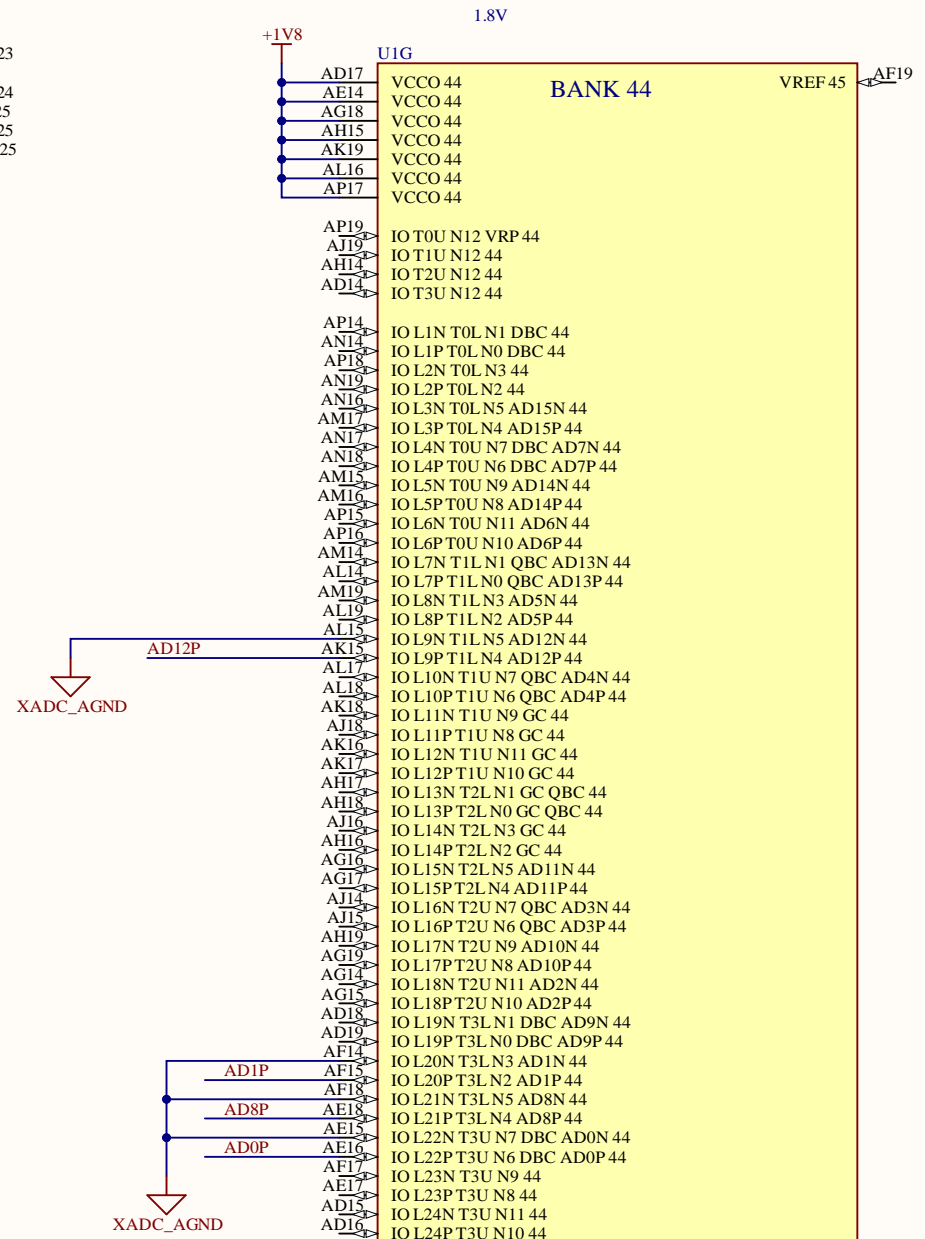 1.8V
+1V8
23
24
25
25
25
U1G
BANK 44
AD17 VCCO 44 VREF 45 AF19
AE14 VCCO 44
AG18 VCCO 44
AH15 VCCO 44
AK19 VCCO 44
AL16 VCCO 44
AP17 VCCO 44
AP19 IO T0U N12 VRP 44
AJ19 IO T1U N12 44
AH14 IO T2U N12 44
AD14 IO T3U N12 44
AP14 IO L1N T0L N1 DBC 44
AN14 IO L1P T0L N0 DBC 44
AP18 IO L2N T0L N3 44
AN19 IO L2P T0L N2 44
AN16 IO L3N T0L N5 AD15N 44
AM17 IO L3P T0L N4 AD15P 44
AN17 IO L4N T0U N7 DBC AD7N 44
AN18 IO L4P T0U N6 DBC AD7P 44
AM15 IO L5N T0U N9 AD14N 44
AM16 IO L5P T0U N8 AD14P 44
AP15 IO L6N T0U N11 AD6N 44
AP16 IO L6P T0U N10 AD6P 44
AM14 IO L7N T1L N1 QBC AD13N 44
AL14 IO L7P T1L N0 QBC AD13P 44
AM19 IO L8N T1L N3 AD5N 44
AL19 IO L8P T1L N2 AD5P 44
AL15 IO L9N T1L N5 AD12N 44
AD12P AK15 IO L9P T1L N4 AD12P 44
XADC_AGND
AL17 IO L10N T1U N7 QBC AD4N 44
AL18 IO L10P T1U N6 QBC AD4P 44
AK18 IO L11N T1U N9 GC 44
AJ18 IO L11P T1U N8 GC 44
AK16 IO L12N T1U N11 GC 44
AK17 IO L12P T1U N10 GC 44
AH17 IO L13N T2L N1 GC QBC 44
AH18 IO L13P T2L N0 GC QBC 44
AJ16 IO L14N T2L N3 GC 44
AH16 IO L14P T2L N2 GC 44
AG16 IO L15N T2L N5 AD11N 44
AG17 IO L15P T2L N4 AD11P 44
AJ14 IO L16N T2U N7 QBC AD3N 44
AJ15 IO L16P T2U N6 QBC AD3P 44
AH19 IO L17N T2U N9 AD10N 44
AG19 IO L17P T2U N8 AD10P 44
AG14 IO L18N T2U N11 AD2N 44
AG15 IO L18P T2U N10 AD2P 44
AD18 IO L19N T3L N1 DBC AD9N 44
AD19 IO L19P T3L N0 DBC AD9P 44
AF14 IO L20N T3L N3 AD1N 44
AD1P AF15 IO L20P T3L N2 AD1P 44
AF18 IO L21N T3L N5 AD8N 44
AD8P AE18 IO L21P T3L N4 AD8P 44
AE15 IO L22N T3U N7 DBC AD0N 44
AD0P AE16 IO L22P T3U N6 DBC AD0P 44
AF17 IO L23N T3U N9 44
AE17 IO L23P T3U N8 44
AD15 IO L24N T3U N11 44
AD16 IO L24P T3U N10 44
XADC_AGND